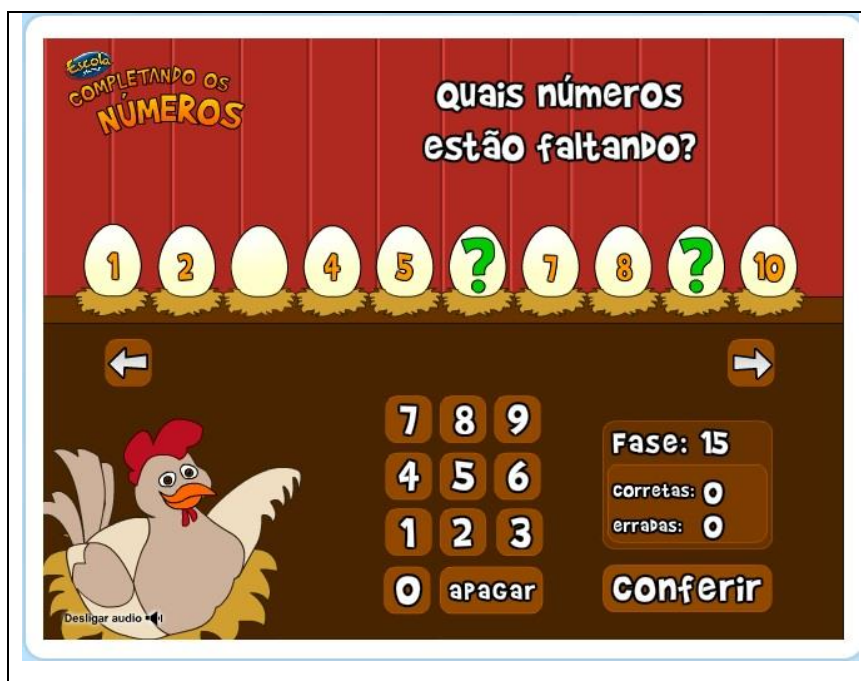 Escola
COMPLETANDO OS
NÚMEROS
Quais números
estão faltando?
1 2 4 5 ? 7 8 ? 10
7 8 9
Fase: 15
4 5 6
corretas: 0
1 2 3
erradas: 0
0 apagar
conferir
Desligar audio